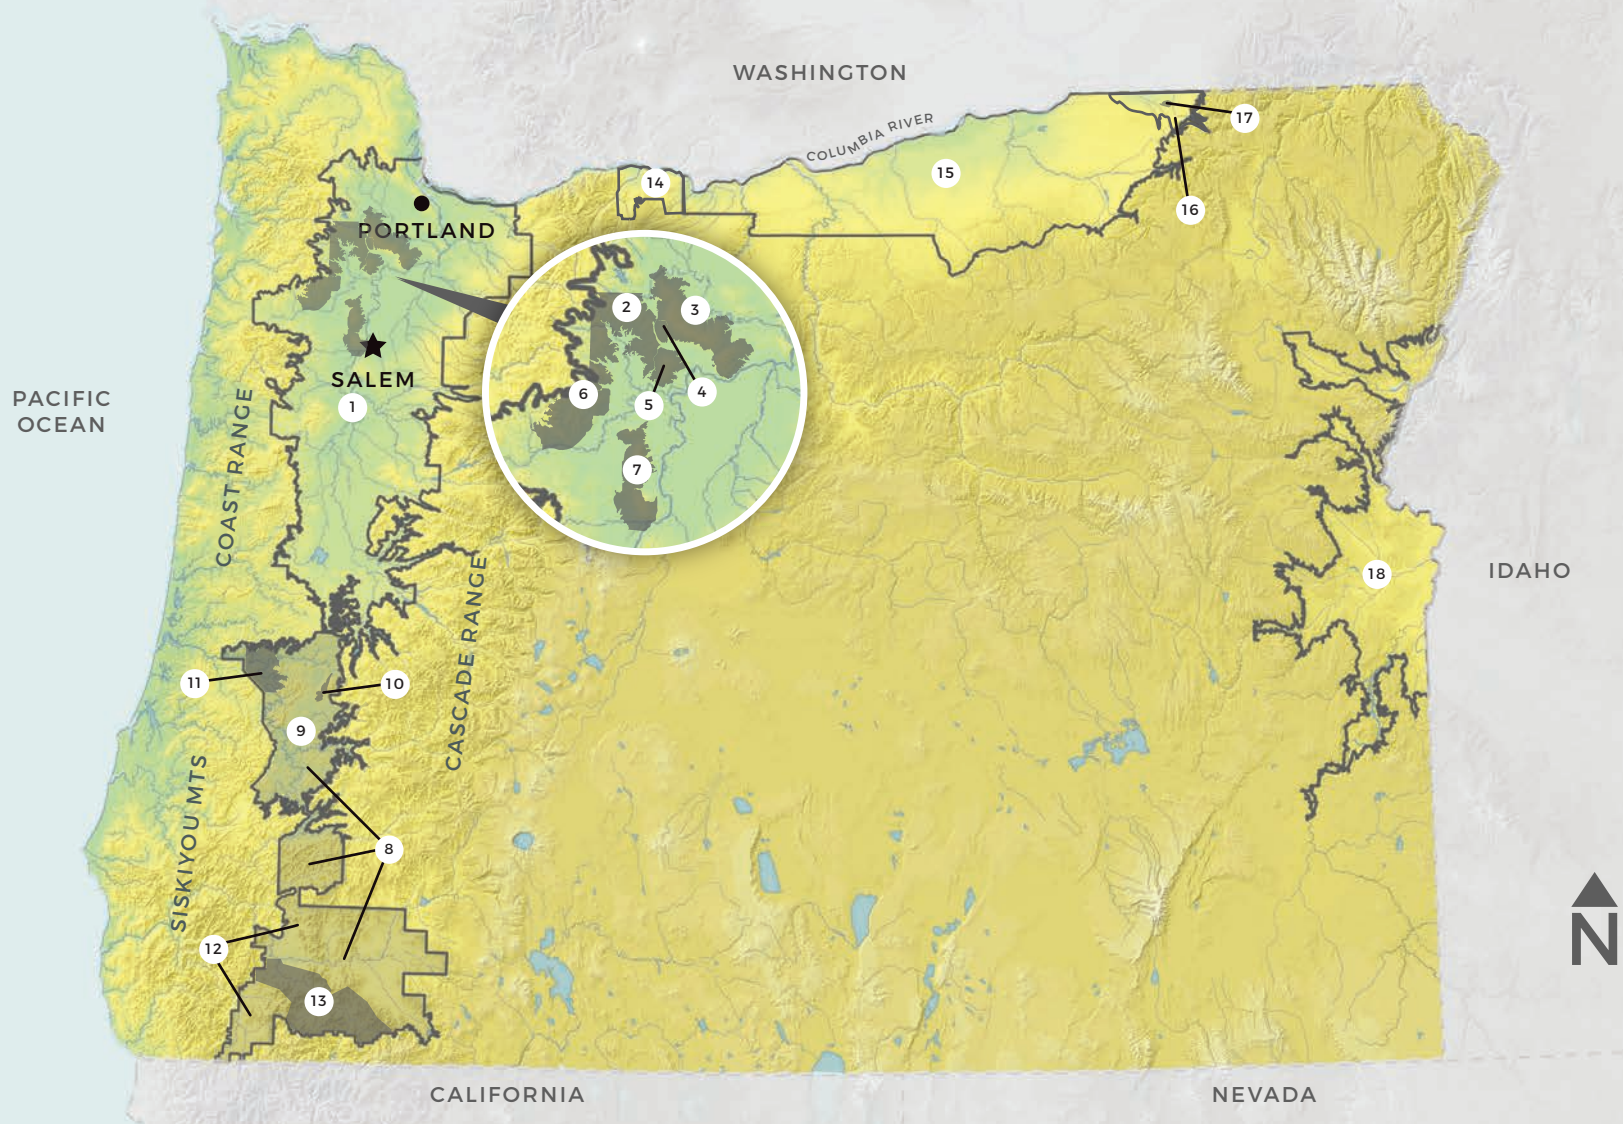 WASHINGTON
COLUMBIA RIVER
17
14
15
16
PORTLAND
2
3
SALEM
1
6
5
4
7
PACIFIC
OCEAN
COAST RANGE
CASCADE RANGE
18
IDAHO
11
10
9
SISKIYOU MTS
8
12
13
N
CALIFORNIA
NEVADA